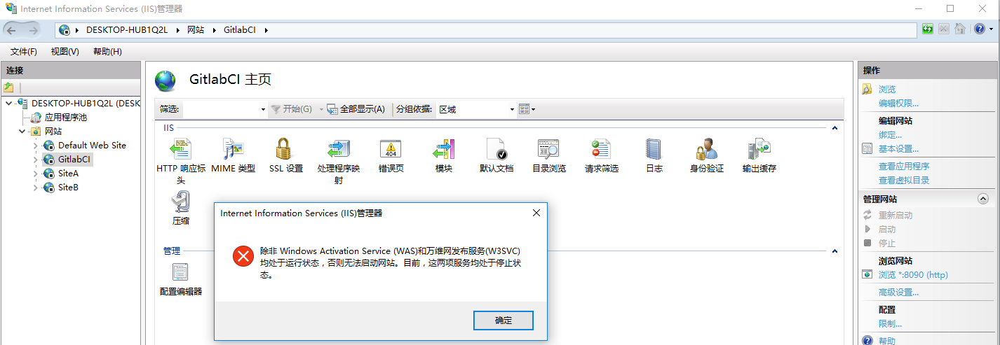 Internet Information Services (IIS)管理器
DESKTOP-HUB1Q2L 网站 GitlabCI
文件(F) 视图(V) 帮助(H)
连接
DESKTOP-HUB1Q2L (DESK
应用程序池
网站
Default Web Site
GitlabCI
SiteA
SiteB
GitlabCI 主页
筛选: 开始(G) 全部显示(A) 分组依据: 区域
IIS
HTTP 响应标头
MIME 类型
SSL 设置
处理程序映射
错误页
模块
默认文档
目录浏览
请求筛选
日志
身份验证
输出缓存
压缩
管理
配置编辑器
Internet Information Services (IIS)管理器
除非 Windows Activation Service (WAS)和万维网发布服务(W3SVC)
均处于运行状态，否则无法启动网站。目前，这两项服务均处于停止状
态。
确定
操作
浏览
编辑权限...
编辑网站
绑定...
基本设置...
查看应用程序
查看虚拟目录
管理网站
重新启动
启动
停止
浏览网站
浏览 *:8090 (http)
高级设置...
配置
限制...
帮助